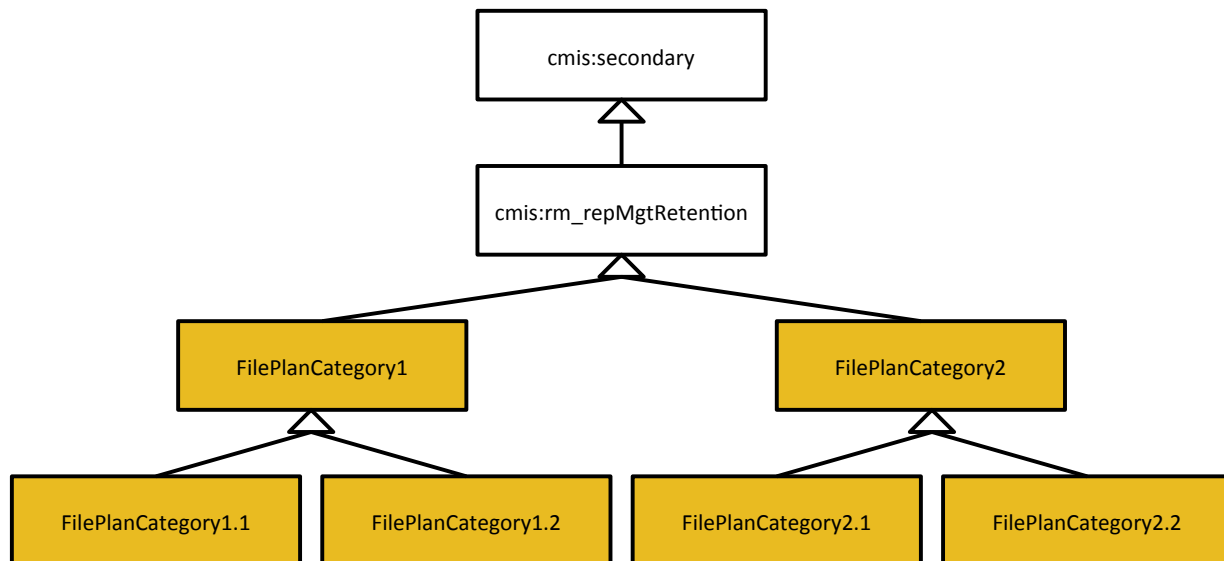 cmis:secondary
cmis:rm_repMgtRetention
FilePlanCategory1
FilePlanCategory2
FilePlanCategory1.1
FilePlanCategory1.2
FilePlanCategory2.1
FilePlanCategory2.2